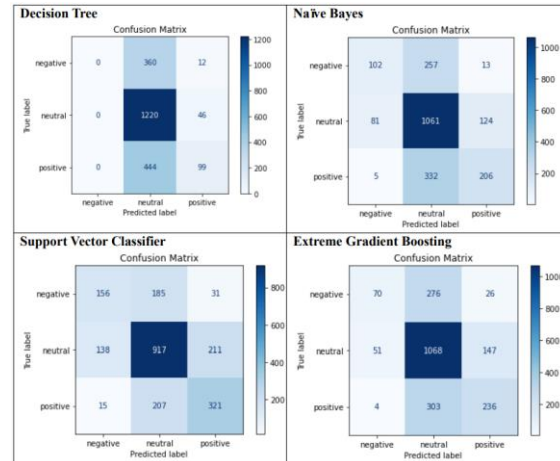 Decision Tree
Confusion Matrix
True label
negative 0 360 12
neutral 0 1220 46
positive 0 444 99
negative neutral positive
Predicted label
1200
1000
800
600
400
200
0
Naïve Bayes
Confusion Matrix
True label
negative 102 257 13
neutral 81 1061 124
positive 5 332 206
negative neutral positive
Predicted label
1000
800
600
400
200
Support Vector Classifier
Confusion Matrix
True label
negative 156 185 31
neutral 138 917 211
positive 15 207 321
negative neutral positive
Predicted label
800
600
400
200
Extreme Gradient Boosting
Confusion Matrix
True label
negative 70 276 26
neutral 51 1068 147
positive 4 303 236
negative neutral positive
Predicted label
1000
800
600
400
200